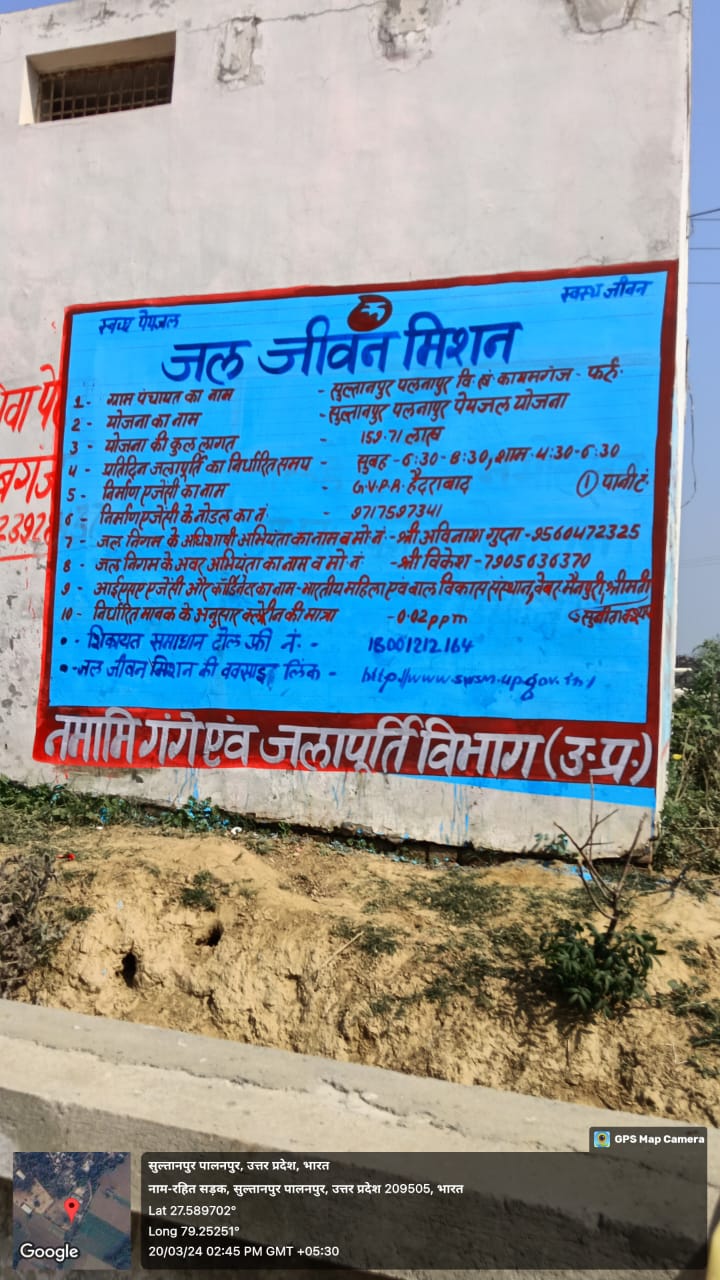 स्वच्छ पेयजल
स्वस्थ जीवन
जल जीवन मिशन
1 - ग्राम पंचायत का नाम - सुल्तानपुर पलनापुर वि. खं कायमगंज - फर्रु.
2 - योजना का नाम - सुल्तानपुर पलनापुर पेयजल योजना
3 - योजना की कुल लागत - 159.71 लाख
4 - प्रतिदिन जलापूर्ति का निर्धारित समय - सुबह - 6:30 - 8:30, शाम - 4:30 - 6:30
5 - निर्माण एजेंसी का नाम - G.V.P.R. हैदराबाद
① पानी टं.
6 - निर्माण एजेंसी के नोडल का नं. - 9717597341
7 - जल निगम के अधिशाषी अभियंता का नाम व मो नं - श्री अविनाश गुप्ता - 9560472325
8 - जल निगम के अवर अभियंता का नाम व मो नं - श्री विकेश - 7905636370
9 - आई एस ए एजेंसी और कॉर्डिनेटर का नाम - भारतीय महिला एवं बाल विकास संस्थान, वेबर मैनपुरी, श्रीमती
सुनीता
10 - निर्धारित मानक के अनुसार क्लोरीन की मात्रा - 0.02 ppm
• - शिकायत समाधान टोल फ्री नं. - 18001212164
• - जल जीवन मिशन की वेबसाइट लिंक - http://www.swsm.up.gov.in/
नमामि गंगे एवं जलापूर्ति विभाग (उ.प्र.)
GPS Map Camera
सुल्तानपुर पालनपुर, उत्तर प्रदेश, भारत
नाम-रहित सड़क, सुल्तानपुर पालनपुर, उत्तर प्रदेश 209505, भारत
Lat 27.589702°
Long 79.25251°
20/03/24 02:45 PM GMT +05:30
Google